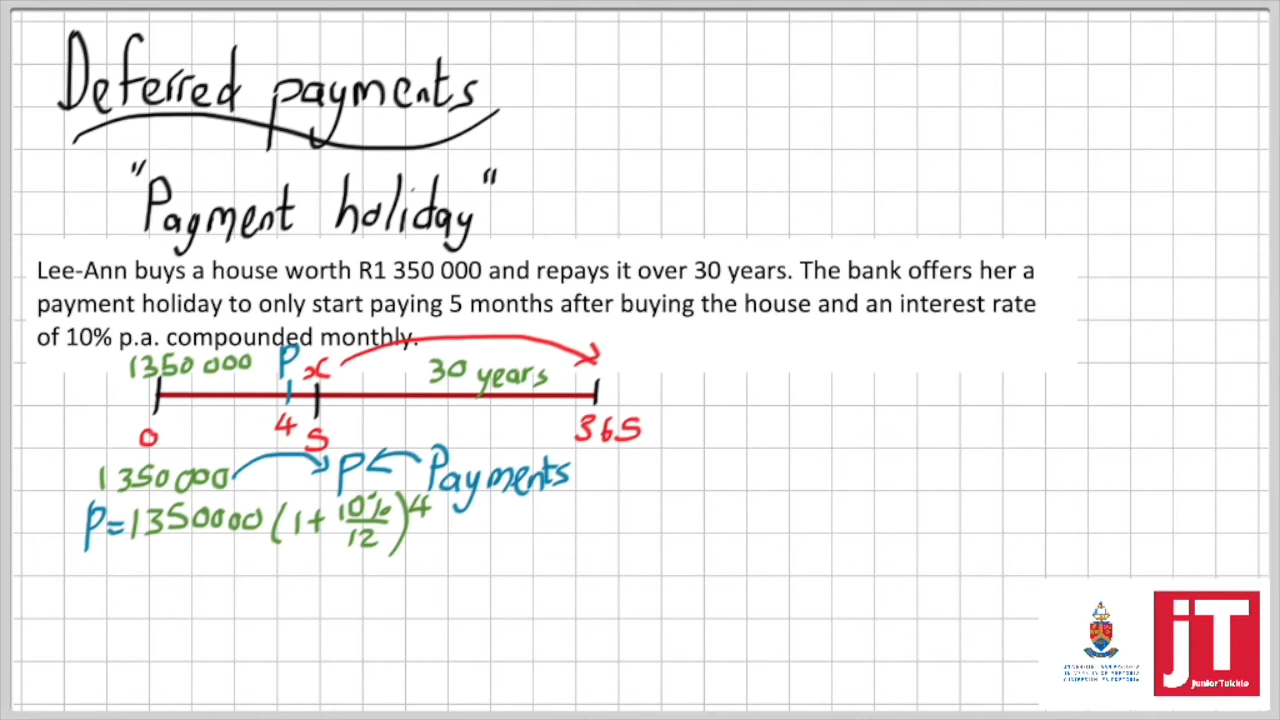 Deferred payments
"Payment holiday"
Lee-Ann buys a house worth R1 350 000 and repays it over 30 years. The bank offers her a
payment holiday to only start paying 5 months after buying the house and an interest rate
of 10% p.a. compounded monthly.
1350 000 P x 30 years
0 4 5 365
1350000 P Payments
P=1350000(1+10%/12)^4
jT
JuniorTukkie